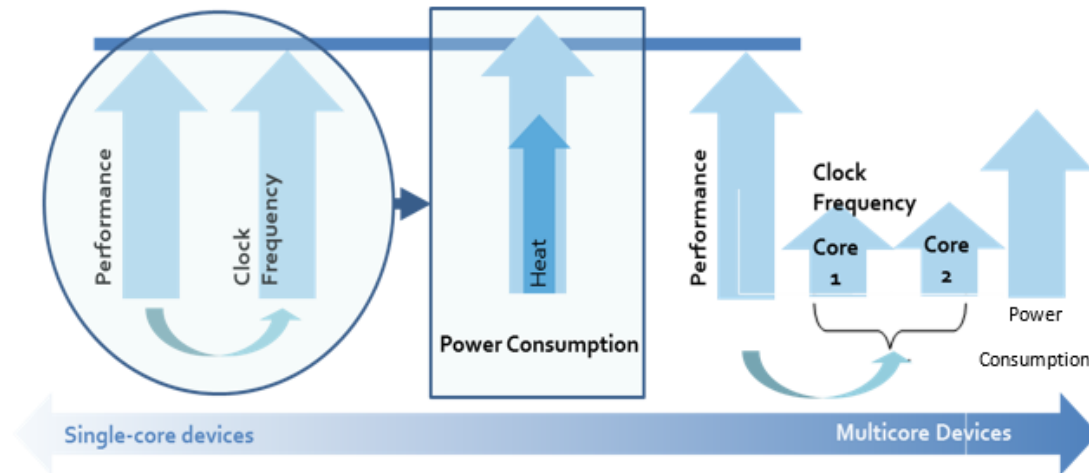 Performance
Clock
Frequency
Heat
Power Consumption
Performance
Clock
Frequency
Core
1
Core
2
Power
Consumption
Single-core devices
Multicore Devices